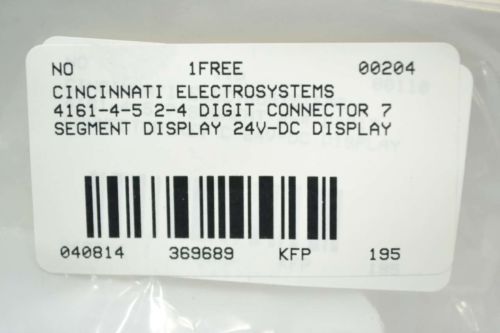 NO 1FREE 00204
CINCINNATI ELECTROSYSTEMS
4161-4-5 2-4 DIGIT CONNECTOR 7
SEGMENT DISPLAY 24V-DC DISPLAY
040814 369689 KFP 195